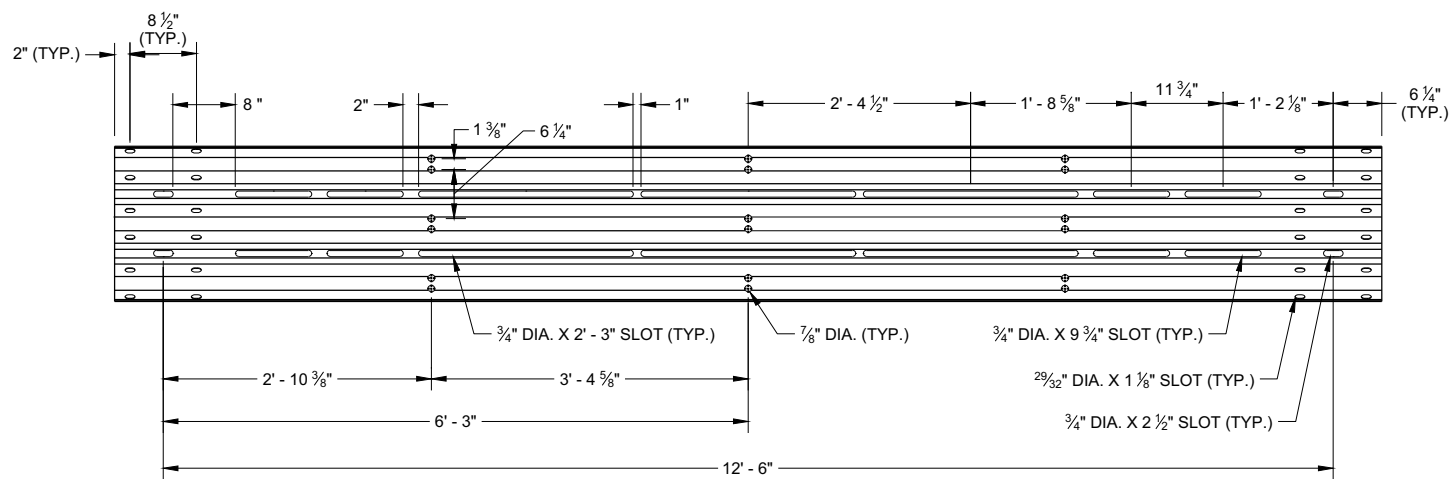 8 ½"
(TYP.)
2" (TYP.)
8 "
2"
1"
2' - 4 ½"
1' - 8 ⅝"
11 ¾"
1' - 2 ⅛"
6 ¼"
(TYP.)
1 ⅜"
6 ¼"
¾" DIA. X 2' - 3" SLOT (TYP.)
⅞" DIA. (TYP.)
¾" DIA. X 9 ¾" SLOT (TYP.)
2' - 10 ⅜"
3' - 4 ⅝"
29/32" DIA. X 1 ⅛" SLOT (TYP.)
6' - 3"
¾" DIA. X 2 ½" SLOT (TYP.)
12' - 6"